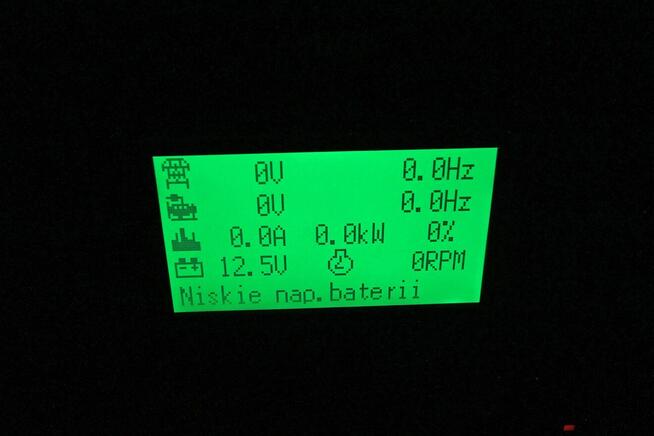 0V 0.0Hz
0V 0.0Hz
0.0A 0.0kW 0%
12.5V 0RPM
Niskie nap.baterii